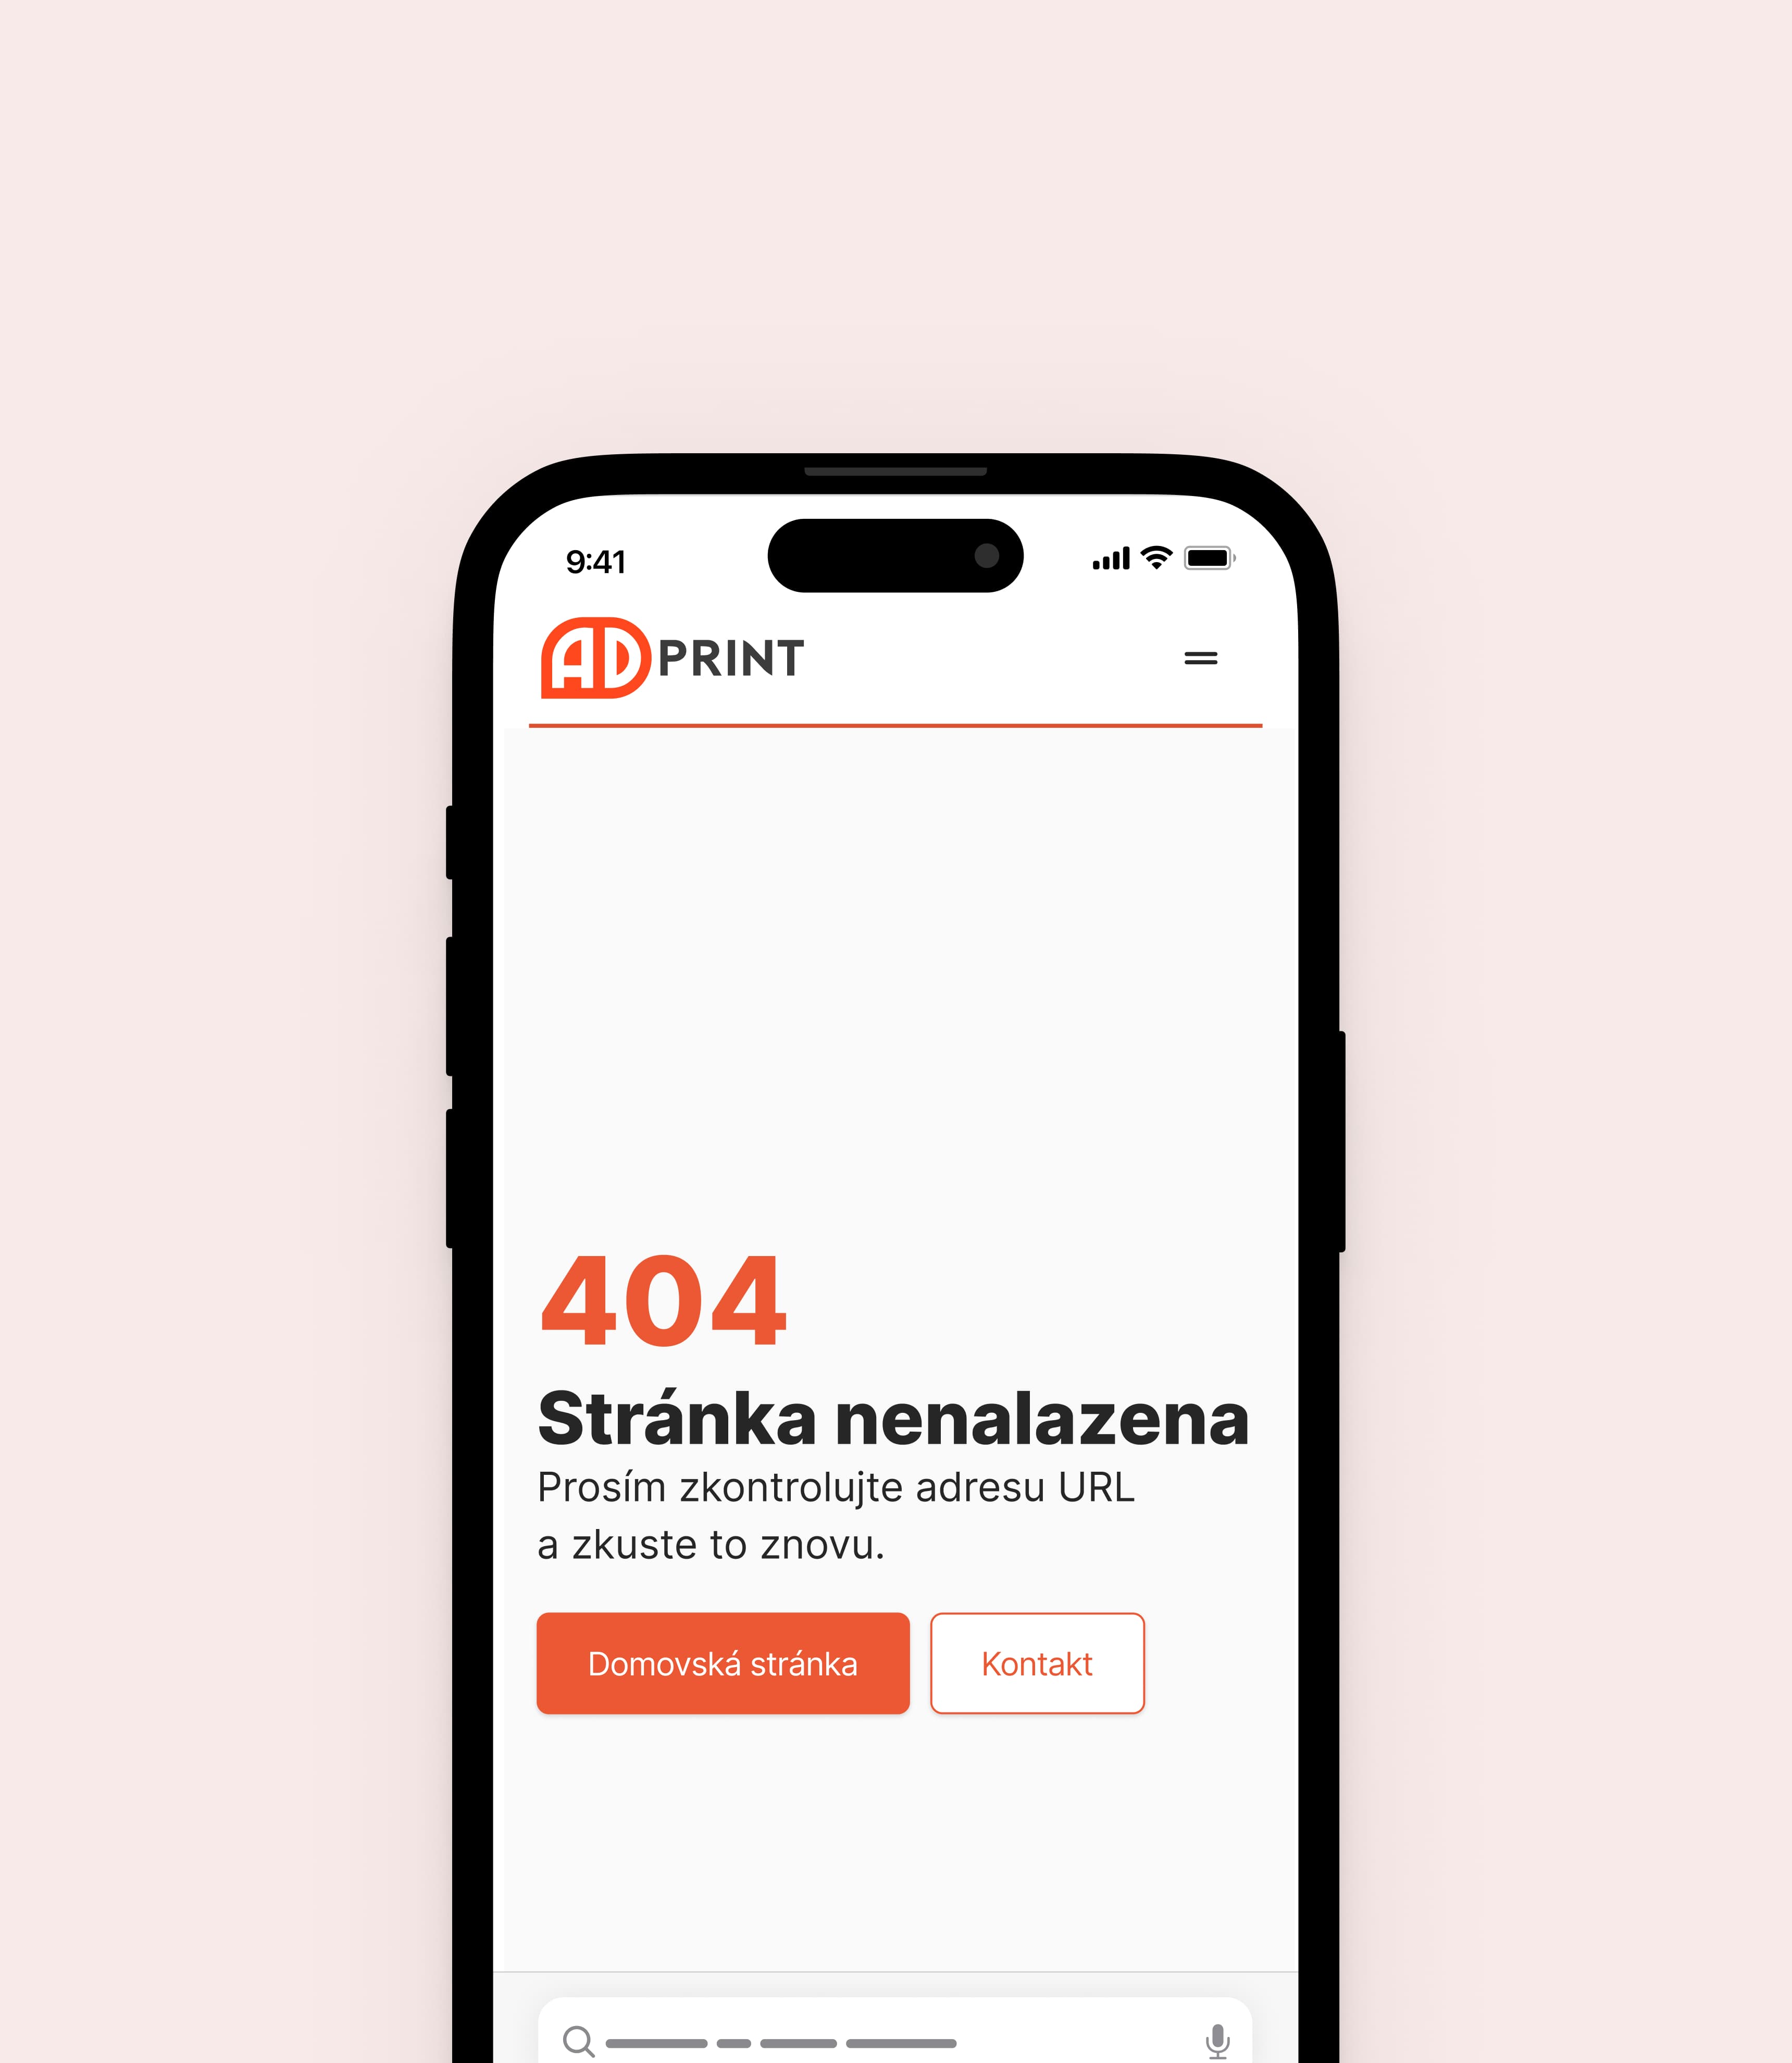 9:41
AD PRINT
404
Stránka nenalazena
Prosím zkontrolujte adresu URL
a zkuste to znovu.
Domovská stránka
Kontakt